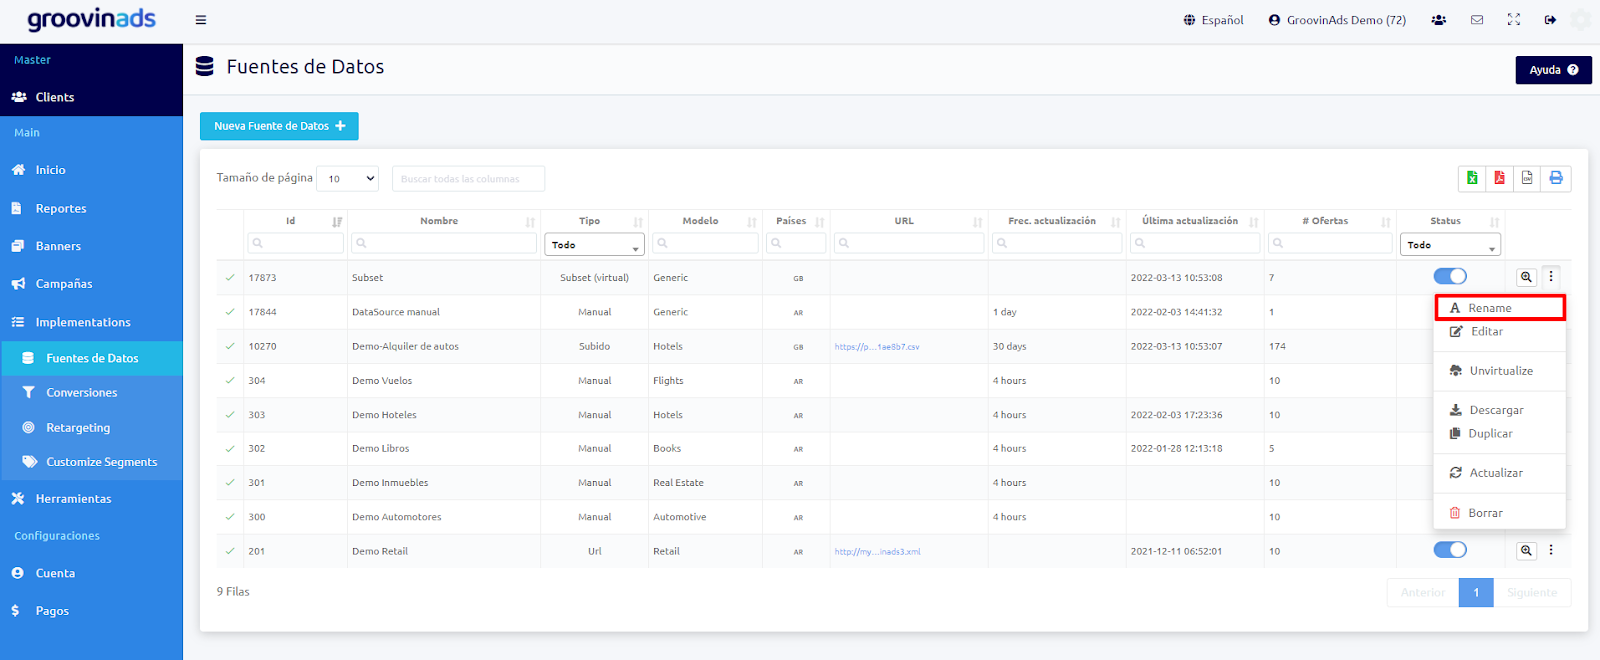 groovinads
Español
GroovinAds Demo (72)
Master
Clients
Main
Inicio
Reportes
Banners
Campañas
Implementations
Fuentes de Datos
Conversiones
Retargeting
Customize Segments
Herramientas
Configuraciones
Cuenta
$ Pagos
Fuentes de Datos
Ayuda ?
Nueva Fuente de Datos +
Tamaño de página 10 Buscar todas las columnas
Id Nombre Tipo Modelo Países URL Frec. actualización Última actualización # Ofertas Status
Todo Todo
17873 Subset Subset (virtual) Generic GB 2022-03-13 10:53:08 7
17844 DataSource manual Manual Generic AR 1 day 2022-02-03 14:41:32 1
10270 Demo-Alquiler de autos Subido Hotels GB https://p...1ae8b7.csv 30 days 2022-03-13 10:53:07 174
304 Demo Vuelos Manual Flights AR 4 hours 10
303 Demo Hoteles Manual Hotels AR 4 hours 2022-02-03 17:23:36 10
302 Demo Libros Manual Books AR 4 hours 2022-01-28 12:13:18 5
301 Demo Inmuebles Manual Real Estate AR 4 hours 10
300 Demo Automotores Manual Automotive AR 4 hours 10
201 Demo Retail Url Retail AR http://my...inads3.xml 2021-12-11 06:52:01 10
A Rename
Editar
Unvirtualize
Descargar
Duplicar
Actualizar
Borrar
9 Filas
Anterior 1 Siguiente